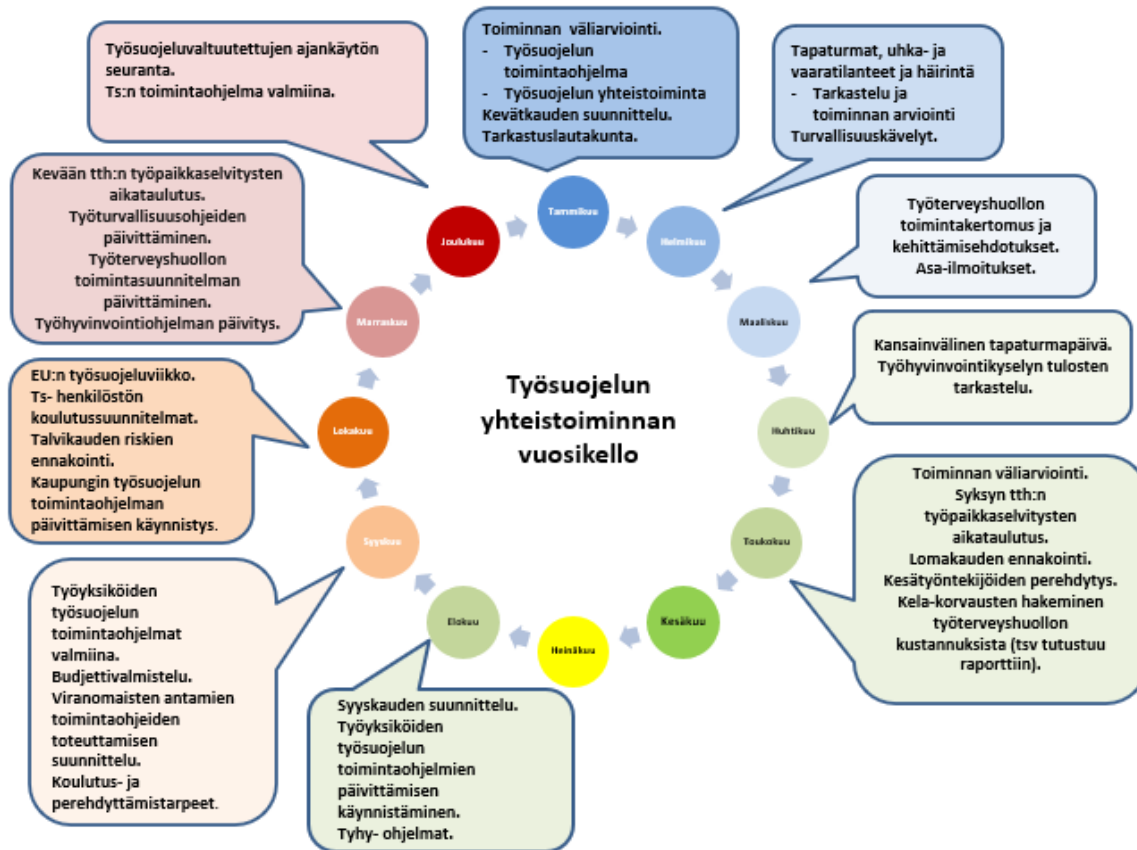 Työsuojelun
yhteistoiminnan
vuosikello
Tammikuu
Toiminnan väliarviointi.
- Työsuojelun
toimintaohjelma
- Työsuojelun yhteistoiminta
Kevätkauden suunnittelu.
Tarkastuslautakunta.
Helmikuu
Tapaturmat, uhka- ja
vaaratilanteet ja häirintä
- Tarkastelu ja
toiminnan arviointi
Turvallisuuskävelyt.
Maaliskuu
Työterveyshuollon
toimintakertomus ja
kehittämisehdotukset.
Asa-ilmoitukset.
Huhtikuu
Kansainvälinen tapaturmapäivä.
Työhyvinvointikyselyn tulosten
tarkastelu.
Toukokuu
Toiminnan väliarviointi.
Syksyn tth:n
työpaikkaselvitysten
aikataulutus.
Lomakauden ennakointi.
Kesätyöntekijöiden perehdytys.
Kela-korvausten hakeminen
työterveyshuollon
kustannuksista (tsv tutustuu
raporttiin).
Kesäkuu
Heinäkuu
Elokuu
Syyskauden suunnittelu.
Työyksiköiden
työsuojelun
toimintaohjelmien
päivittämisen
käynnistäminen.
Tyhy- ohjelmat.
Syyskuu
Työyksiköiden
työsuojelun
toimintaohjelmat
valmiina.
Budjettivalmistelu.
Viranomaisten antamien
toimintaohjeiden
toteuttamisen
suunnittelu.
Koulutus- ja
perehdyttämistarpeet.
Lokakuu
EU:n työsuojeluviikko.
Ts- henkilöstön
koulutussuunnitelmat.
Talvikauden riskien
ennakointi.
Kaupungin työsuojelun
toimintaohjelman
päivittämisen käynnistys.
Marraskuu
Kevään tth:n työpaikkaselvitysten
aikataulutus.
Työturvallisuusohjeiden
päivittäminen.
Työterveyshuollon
toimintasuunnitelman
päivittäminen.
Työhyvinvointiohjelman päivitys.
Joulukuu
Työsuojeluvaltuutettujen ajankäytön
seuranta.
Ts:n toimintaohjelma valmiina.